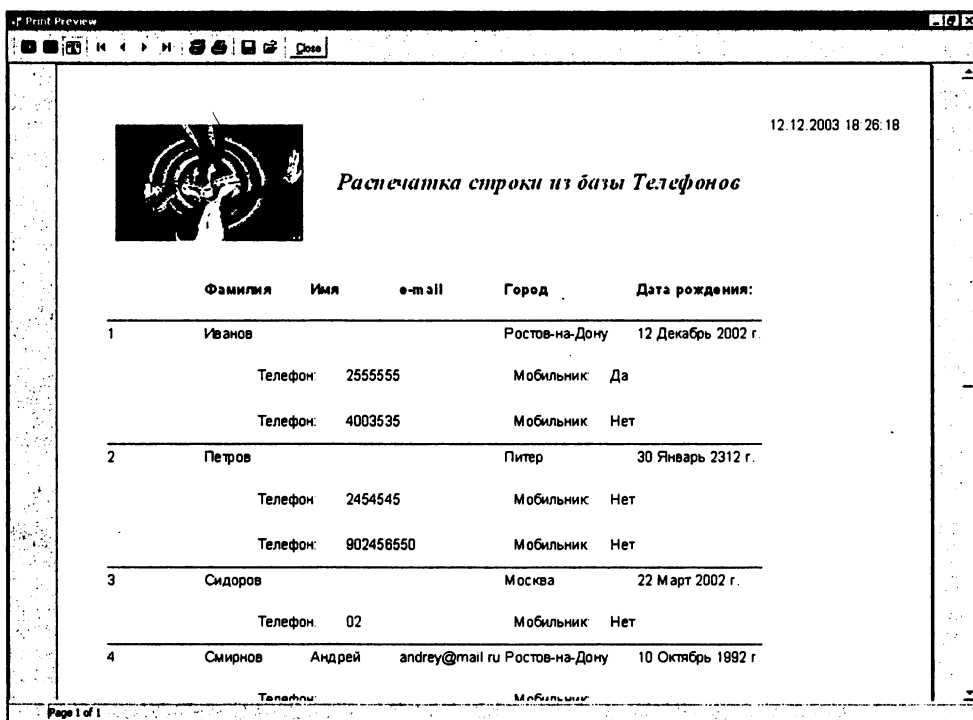 Print Preview
Close
12.12.2003 18:26:18
Распечатка строки из базы Телефонов
Фамилия Имя e-mail Город Дата рождения:
1 Иванов Ростов-на-Дону 12 Декабрь 2002 г.
Телефон: 2555555 Мобильник: Да
Телефон: 4003535 Мобильник Нет
2 Петров Питер 30 Январь 2312 г.
Телефон 2454545 Мобильник: Нет
Телефон: 902456550 Мобильник Нет
3 Сидоров Москва 22 Март 2002 г.
Телефон. 02 Мобильник: Нет
4 Смирнов Андрей andrey@mail ru Ростов-на-Дону 10 Октябрь 1992 г
Телефон: Мобильник:
Page 1 of 1